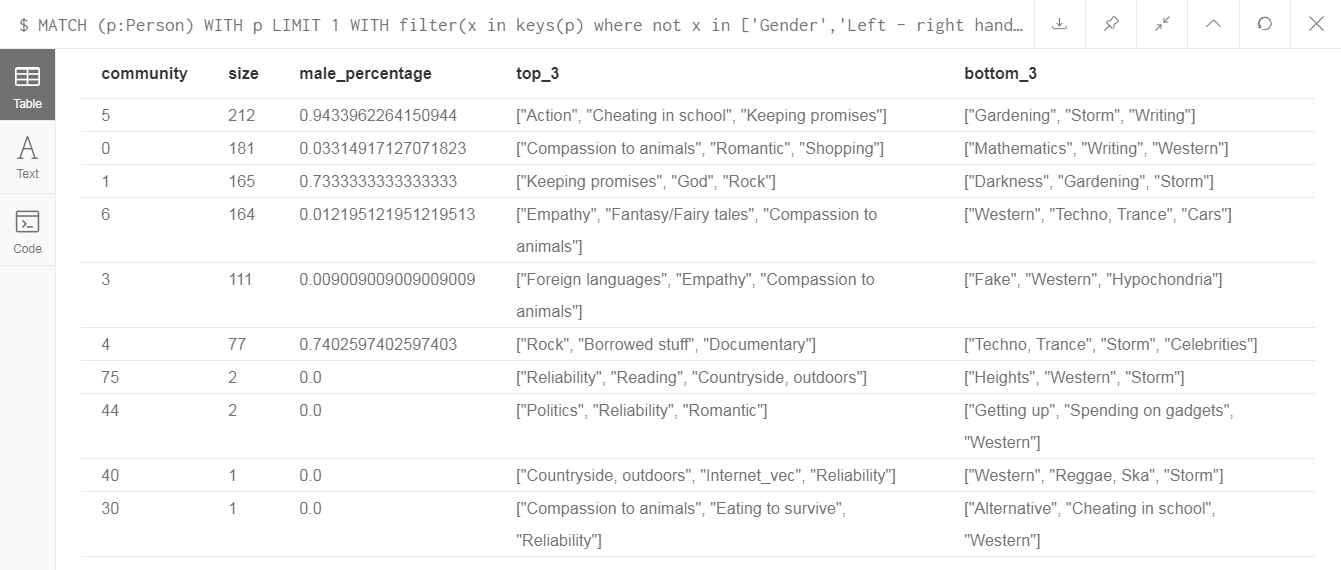 $ MATCH (p:Person) WITH p LIMIT 1 WITH filter(x in keys(p) where not x in ['Gender','Left - right hand…
Table
Text
Code
community size male_percentage top_3 bottom_3
5 212 0.9433962264150944 ["Action", "Cheating in school", "Keeping promises"] ["Gardening", "Storm", "Writing"]
0 181 0.03314917127071823 ["Compassion to animals", "Romantic", "Shopping"] ["Mathematics", "Writing", "Western"]
1 165 0.7333333333333333 ["Keeping promises", "God", "Rock"] ["Darkness", "Gardening", "Storm"]
6 164 0.012195121951219513 ["Empathy", "Fantasy/Fairy tales", "Compassion to ["Western", "Techno, Trance", "Cars"]
animals"]
3 111 0.009009009009009009 ["Foreign languages", "Empathy", "Compassion to ["Fake", "Western", "Hypochondria"]
animals"]
4 77 0.7402597402597403 ["Rock", "Borrowed stuff", "Documentary"] ["Techno, Trance", "Storm", "Celebrities"]
75 2 0.0 ["Reliability", "Reading", "Countryside, outdoors"] ["Heights", "Western", "Storm"]
44 2 0.0 ["Politics", "Reliability", "Romantic"] ["Getting up", "Spending on gadgets",
"Western"]
40 1 0.0 ["Countryside, outdoors", "Internet_vec", "Reliability"] ["Western", "Reggae, Ska", "Storm"]
30 1 0.0 ["Compassion to animals", "Eating to survive", ["Alternative", "Cheating in school",
"Reliability"] "Western"]